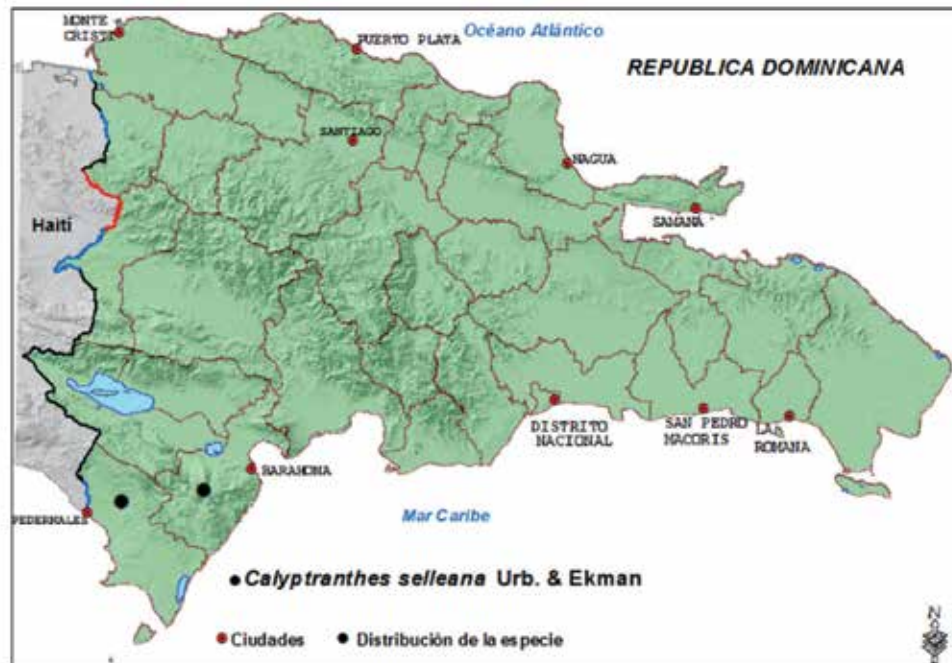 MONTE
CRISTI
PUERTO PLATA
Océano Atlántico
REPUBLICA DOMINICANA
SANTIAGO
NAGUA
SAMANA
Haití
DISTRITO
NACIONAL
SAN PEDRO
MACORIS
LA
ROMANA
BARAHONA
PEDERNALES
Mar Caribe
Calyptranthes selleana Urb. & Ekman
Ciudades
Distribución de la especie
N